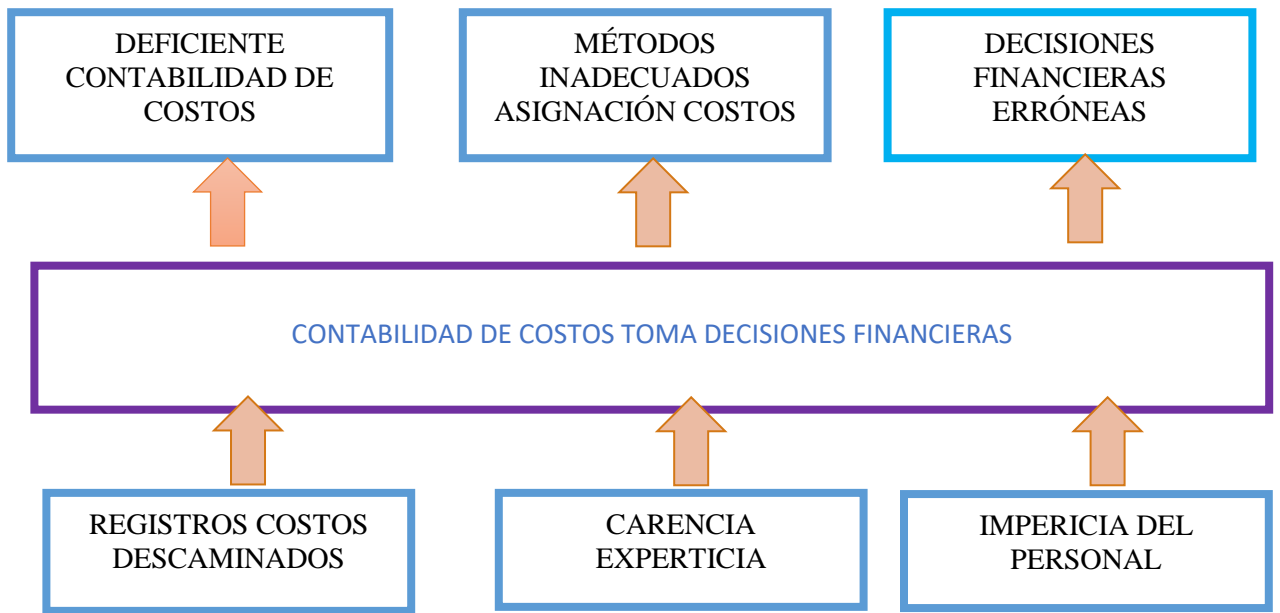 DEFICIENTE
CONTABILIDAD DE
COSTOS
MÉTODOS
INADECUADOS
ASIGNACIÓN COSTOS
DECISIONES
FINANCIERAS
ERRÓNEAS
CONTABILIDAD DE COSTOS TOMA DECISIONES FINANCIERAS
REGISTROS COSTOS
DESCAMINADOS
CARENCIA
EXPERTICIA
IMPERICIA DEL
PERSONAL